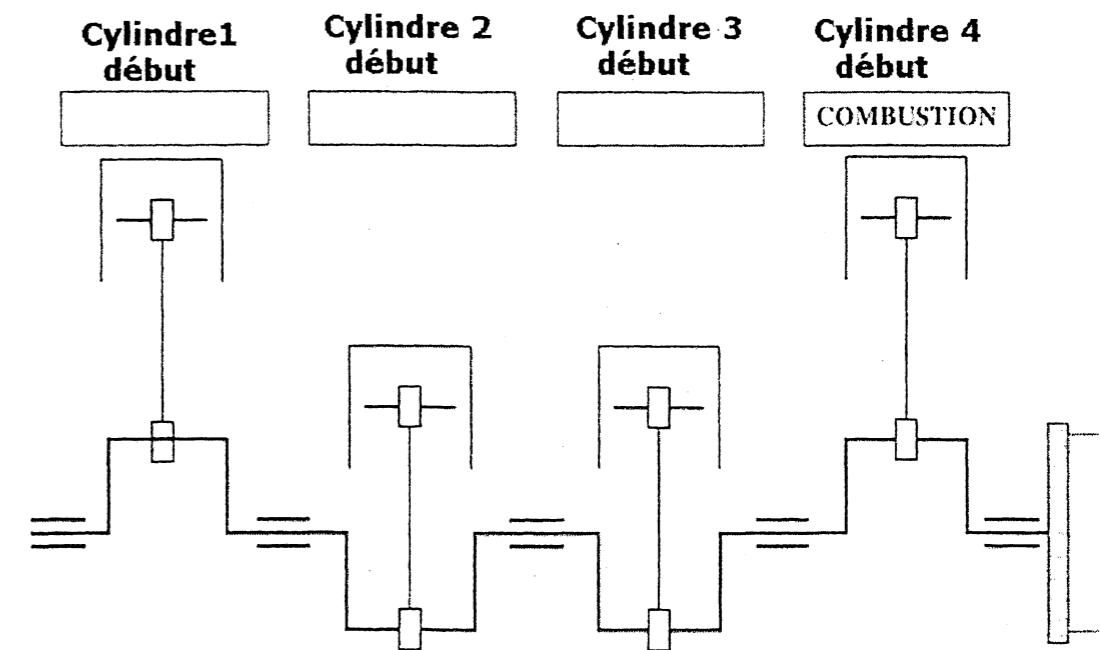 Cylindre1
début
Cylindre 2
début
Cylindre 3
début
Cylindre 4
début
COMBUSTION